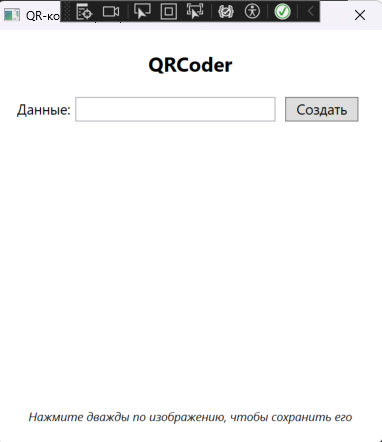 QR-ко
QRCoder
Данные:
Создать
Нажмите дважды по изображению, чтобы сохранить его